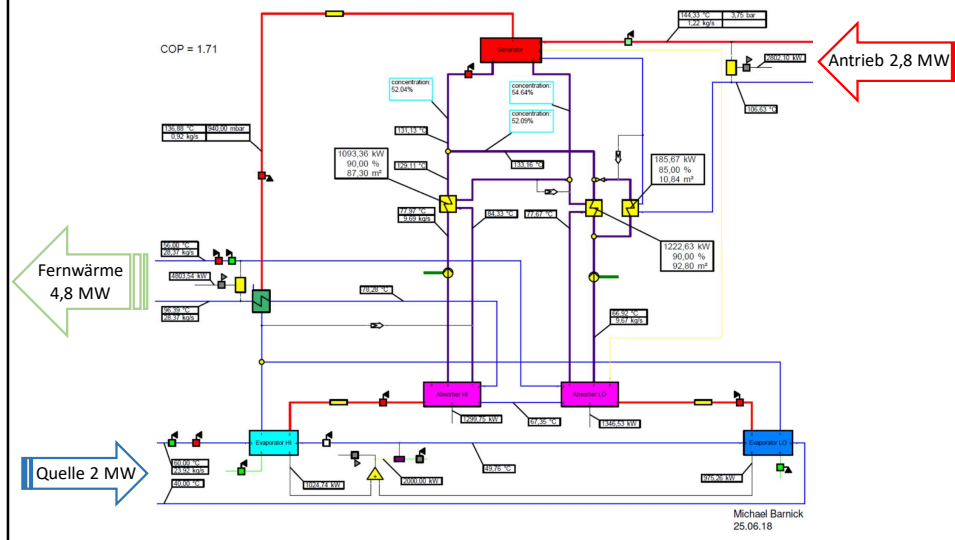 COP = 1.71
144,33 °C 3,75 bar
1,22 kg/s
Generator
2802,10 kW
Antrieb 2,8 MW
106,63 °C
concentration:
52.04%
concentration:
54.64%
concentration:
52.09%
136,88 °C 940,00 mbar
0,92 kg/s
131,13 °C
129,11 °C
133,16 °C
1093,36 kW
90,00 %
87,30 m²
185,67 kW
85,00 %
10,84 m²
77,97 °C
9,69 kg/s
84,33 °C
77,67 °C
1222,63 kW
90,00 %
92,80 m²
56,00 °C
28,37 kg/s
Fernwärme
4,8 MW
4803,54 kW
96,39 °C
28,37 kg/s
78,28 °C
66,92 °C
9,67 kg/s
Absorber HI
Absorber LO
1299,75 kW
67,35 °C
1346,53 kW
Evaporator HI
Evaporator LO
Quelle 2 MW
60,00 °C
23,92 kg/s
40,00 °C
49,76 °C
1024,74 kW
2000,00 kW
975,26 kW
Michael Barnick
25.06.18